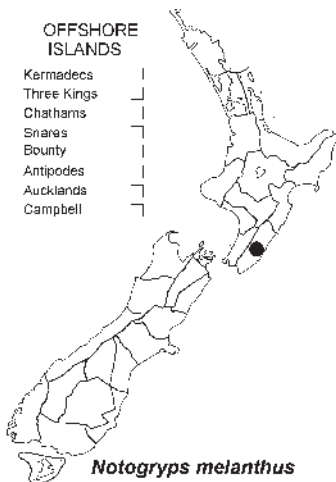 OFFSHORE
ISLANDS
Kermadecs
Three Kings
Chathams
Snares
Bounty
Antipodes
Aucklands
Campbell
Notogryps melanthus